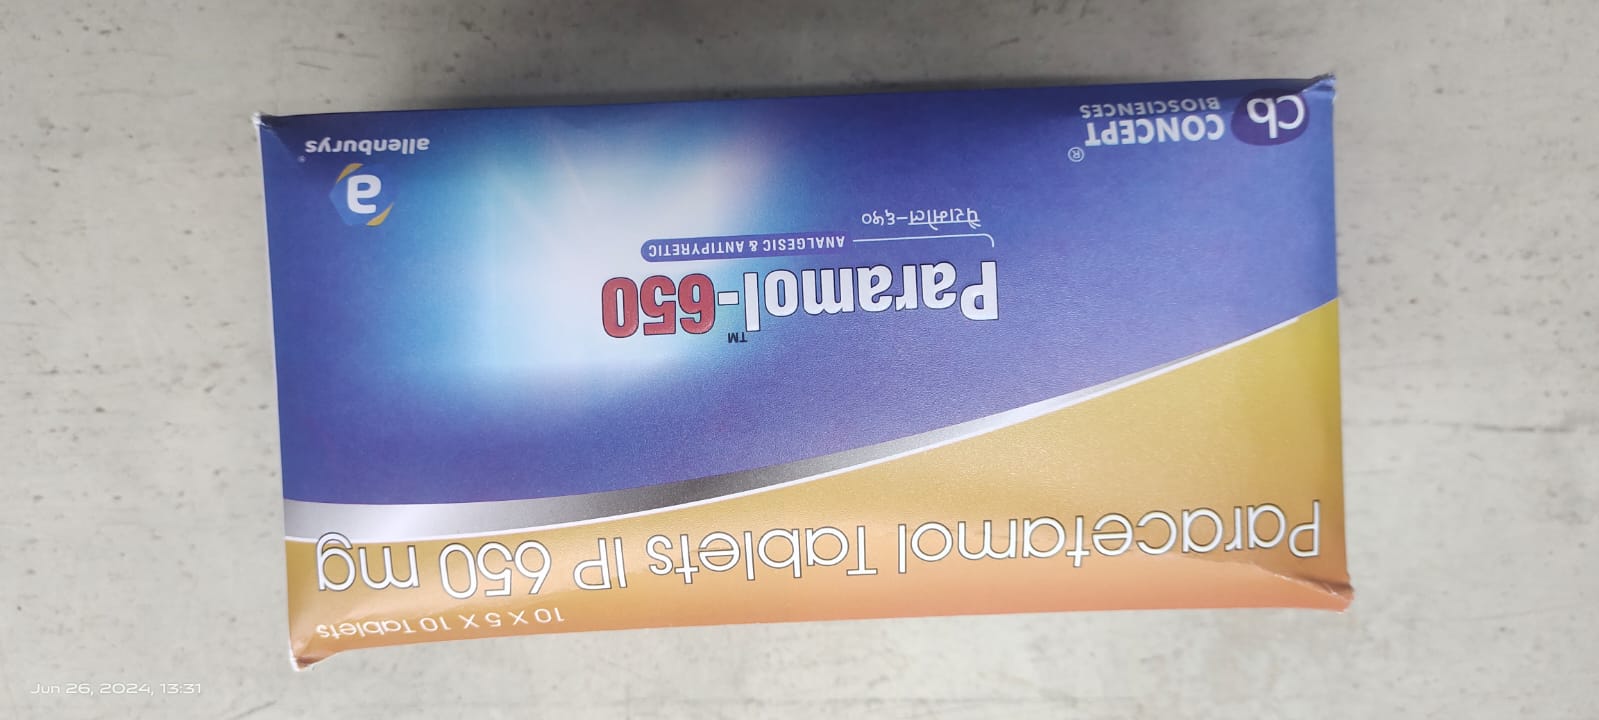 10 X 5 X 10 Tablets
Paracetamol Tablets IP 650 mg
Paramol-650™
ANALGESIC & ANTIPYRETIC
पॅरामोल-६५०
CONCEPT®
BIOSCIENCES
Cb
a
allenburys®
Jun 26, 2024, 13:31